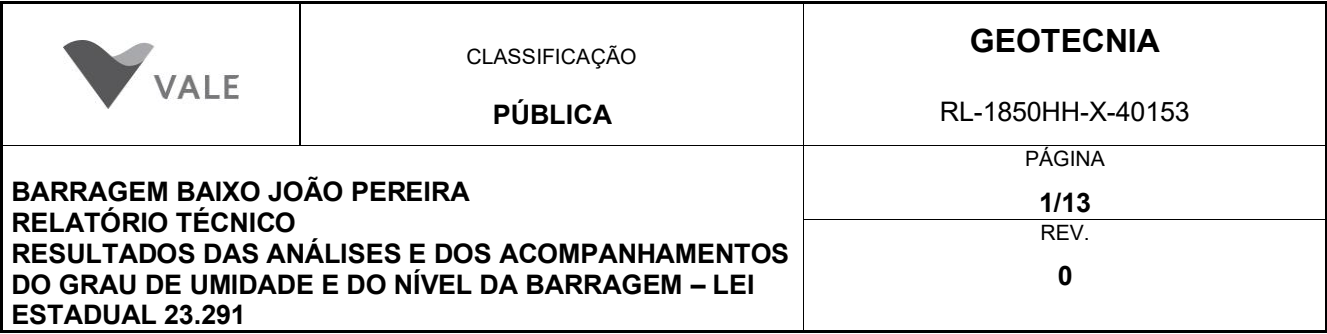 VALE
CLASSIFICAÇÃO
PÚBLICA
GEOTECNIA
RL-1850HH-X-40153
BARRAGEM BAIXO JOÃO PEREIRA
RELATÓRIO TÉCNICO
RESULTADOS DAS ANÁLISES E DOS ACOMPANHAMENTOS
DO GRAU DE UMIDADE E DO NÍVEL DA BARRAGEM – LEI
ESTADUAL 23.291
PÁGINA
1/13
REV.
0